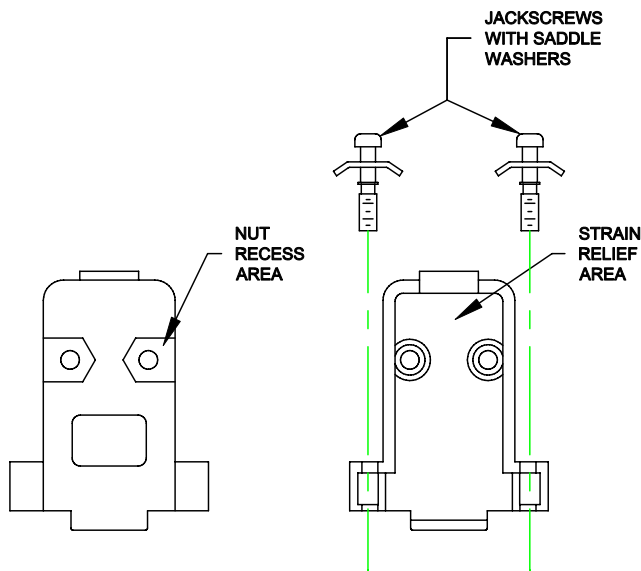 JACKSCREWS
WITH SADDLE
WASHERS
NUT
RECESS
AREA
STRAIN
RELIEF
AREA